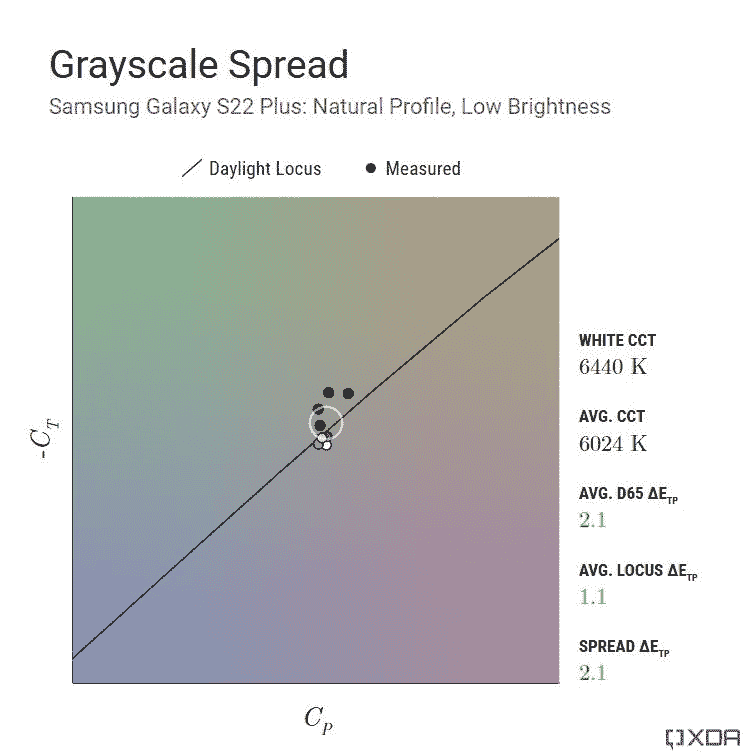 Grayscale Spread
Samsung Galaxy S22 Plus: Natural Profile, Low Brightness
Daylight Locus
Measured
WHITE CCT
6440 K
AVG. CCT
6024 K
AVG. D65 ΔE_TP
2.1
AVG. LOCUS ΔE_TP
1.1
SPREAD ΔE_TP
2.1
-C_T
C_P
XDA